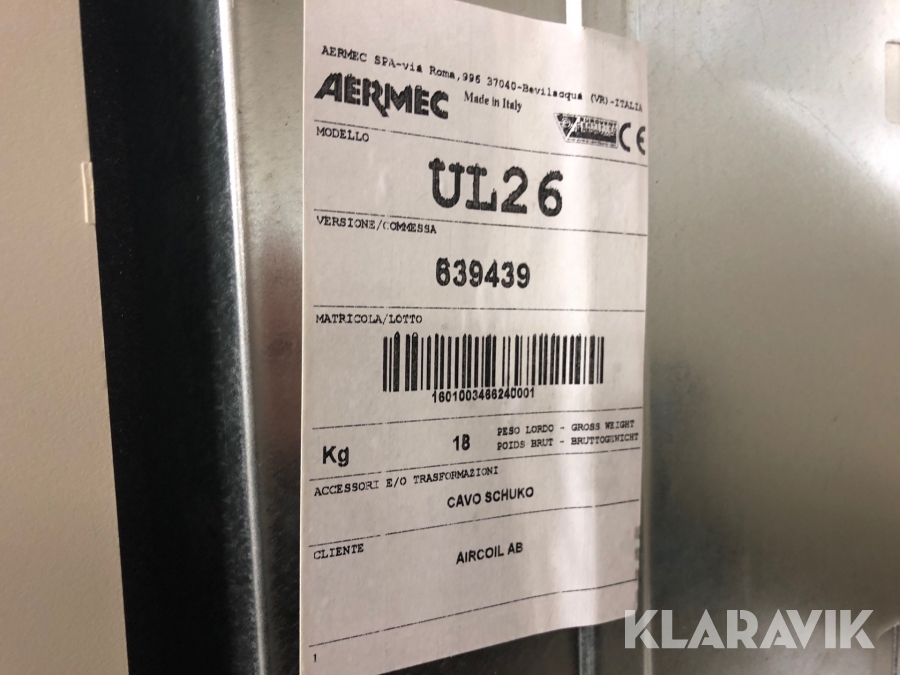 AERMEC SPA-via Roma,996 37040-Bevilacqua (VR)-ITALIA
AERMEC Made in Italy
CE
MODELLO
UL26
VERSIONE/COMMESSA
639439
MATRICOLA/LOTTO
1601003466240001
Kg 18 PESO LORDO - GROSS WEIGHT
POIDS BRUT - BRUTTOGEWICHT
ACCESSORI E/O TRASFORMAZIONI
CAVO SCHUKO
CLIENTE
AIRCOIL AB
1
KLARAVIK